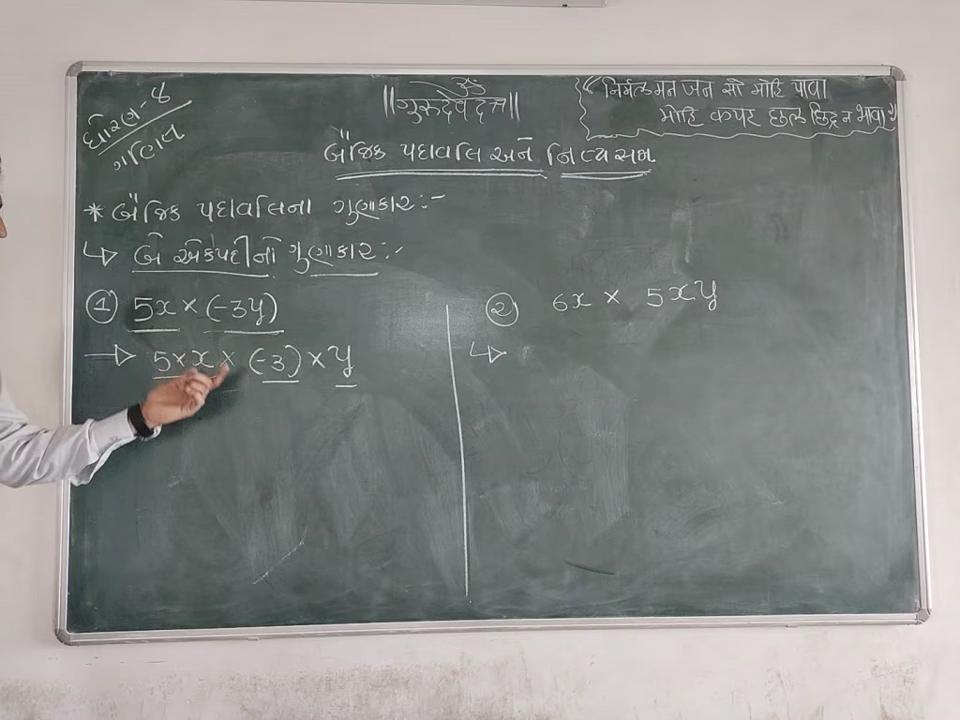 ૐ
॥ગુરુદેવ દત્ત॥
ધોરણ-૮
ગણિત
"નિર્મલ મન જન સો મોહિ પાવા
મોહિ કપટ છલ છિદ્ર ન ભાવા"
બૈજિક પદાવલિ અને નિત્યસમ
* બૈજિક પદાવલિના ગુણાકાર:-
↳ બે એકપદીનો ગુણાકાર:-
① 5x × (-3y)
→ 5 × x × (-3) × y
② 6x × 5xy
↳